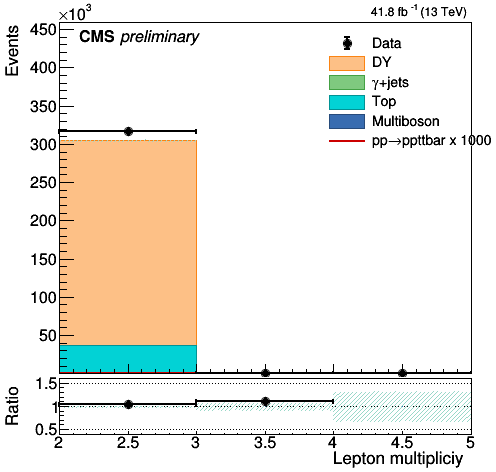 ×10³
41.8 fb⁻¹ (13 TeV)
CMS preliminary
Events
450
400
350
300
250
200
150
100
50
Data
DY
γ+jets
Top
Multiboson
pp→ppttbar x 1000
Ratio
1.5
1
0.5
2 2.5 3 3.5 4 4.5 5
Lepton multipliciy